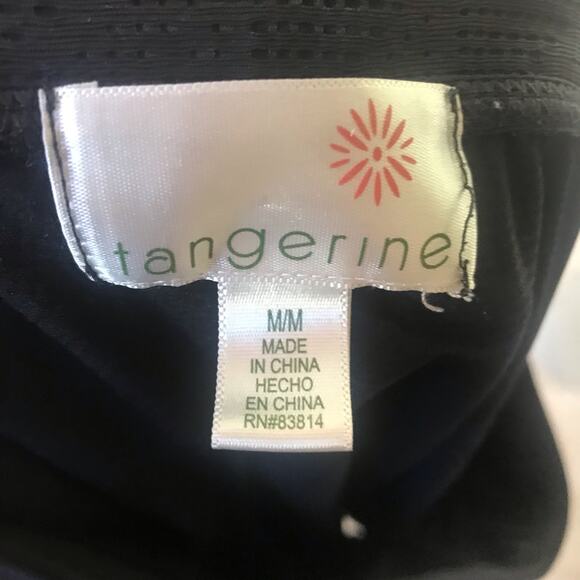 tangerine
M/M
MADE
IN CHINA
HECHO
EN CHINA
RN#83814